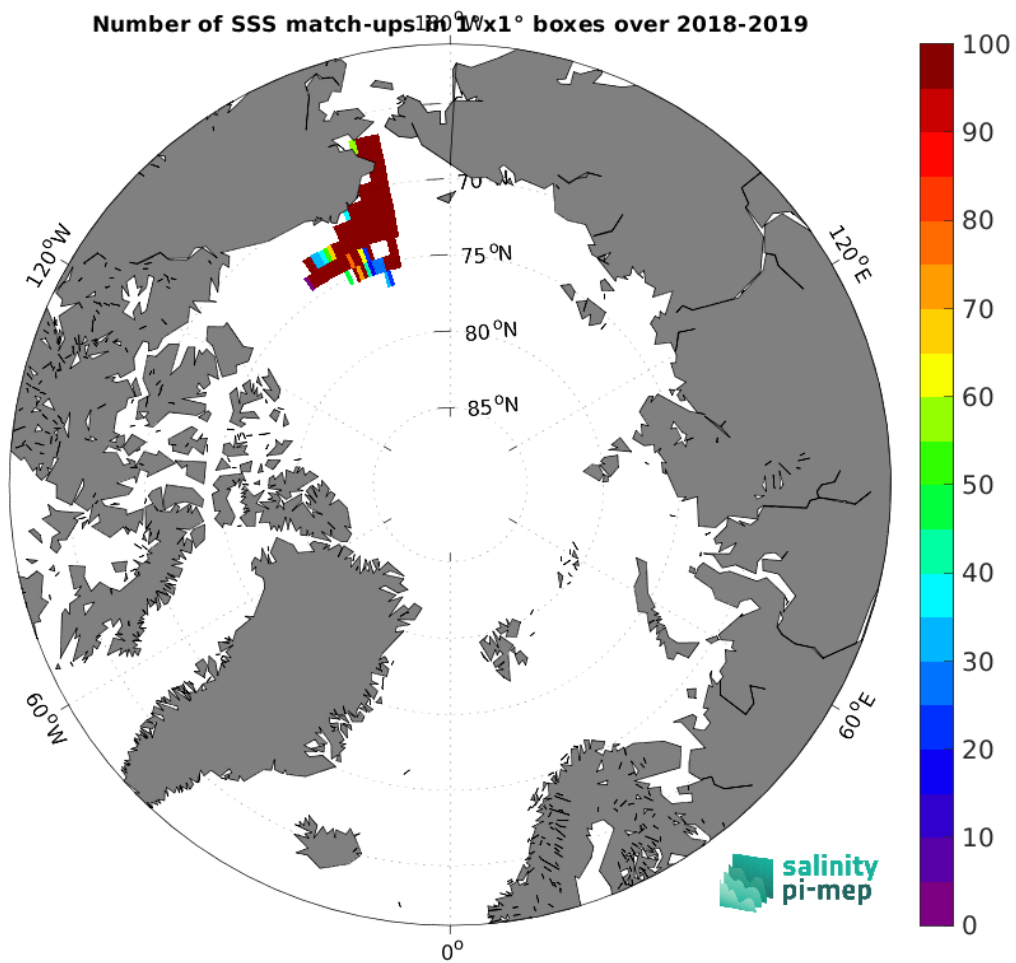 Number of SSS match-ups in 1°x1° boxes over 2018-2019
180°W
70°N
75°N
80°N
85°N
120°W
120°E
60°W
60°E
0°
100
90
80
70
60
50
40
30
20
10
0
salinity
pi-mep